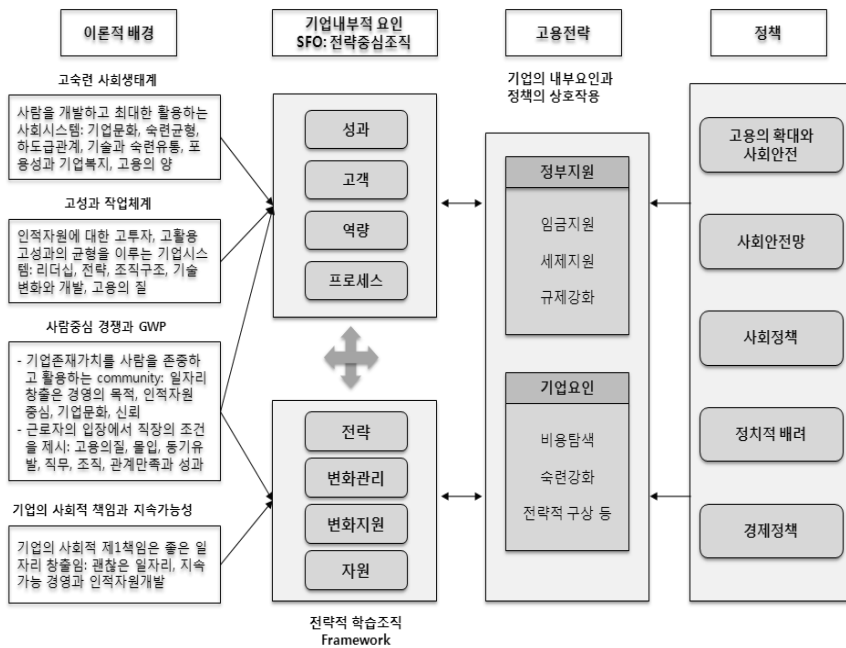 이론적 배경
고숙련 사회생태계
사람을 개발하고 최대한 활용하는
사회시스템: 기업문화, 숙련균형,
하도급관계, 기술과 숙련유통, 포
용성과 기업복지, 고용의 양
고성과 작업체계
인적자원에 대한 고투자, 고활용
고성과의 균형을 이루는 기업시스
템: 리더십, 전략, 조직구조, 기술
변화와 개발, 고용의 질
사람중심 경쟁과 GWP
- 기업존재가치를 사람을 존중하
고 활용하는 community: 일자리
창출은 경영의 목적, 인적자원
중심, 기업문화, 신뢰
- 근로자의 입장에서 직장의 조건
을 제시: 고용의질, 몰입, 동기유
발, 직무, 조직, 관계만족과 성과
기업의 사회적 책임과 지속가능성
기업의 사회적 제1책임은 좋은 일
자리 창출임: 괜찮은 일자리, 지속
가능 경영과 인적자원개발
기업내부적 요인
SFO: 전략중심조직
성과
고객
역량
프로세스
전략
변화관리
변화지원
자원
전략적 학습조직
Framework
고용전략
기업의 내부요인과
정책의 상호작용
정부지원
임금지원
세제지원
규제강화
기업요인
비용탐색
숙련강화
전략적 구상 등
정책
고용의 확대와
사회안전
사회안전망
사회정책
정치적 배려
경제정책